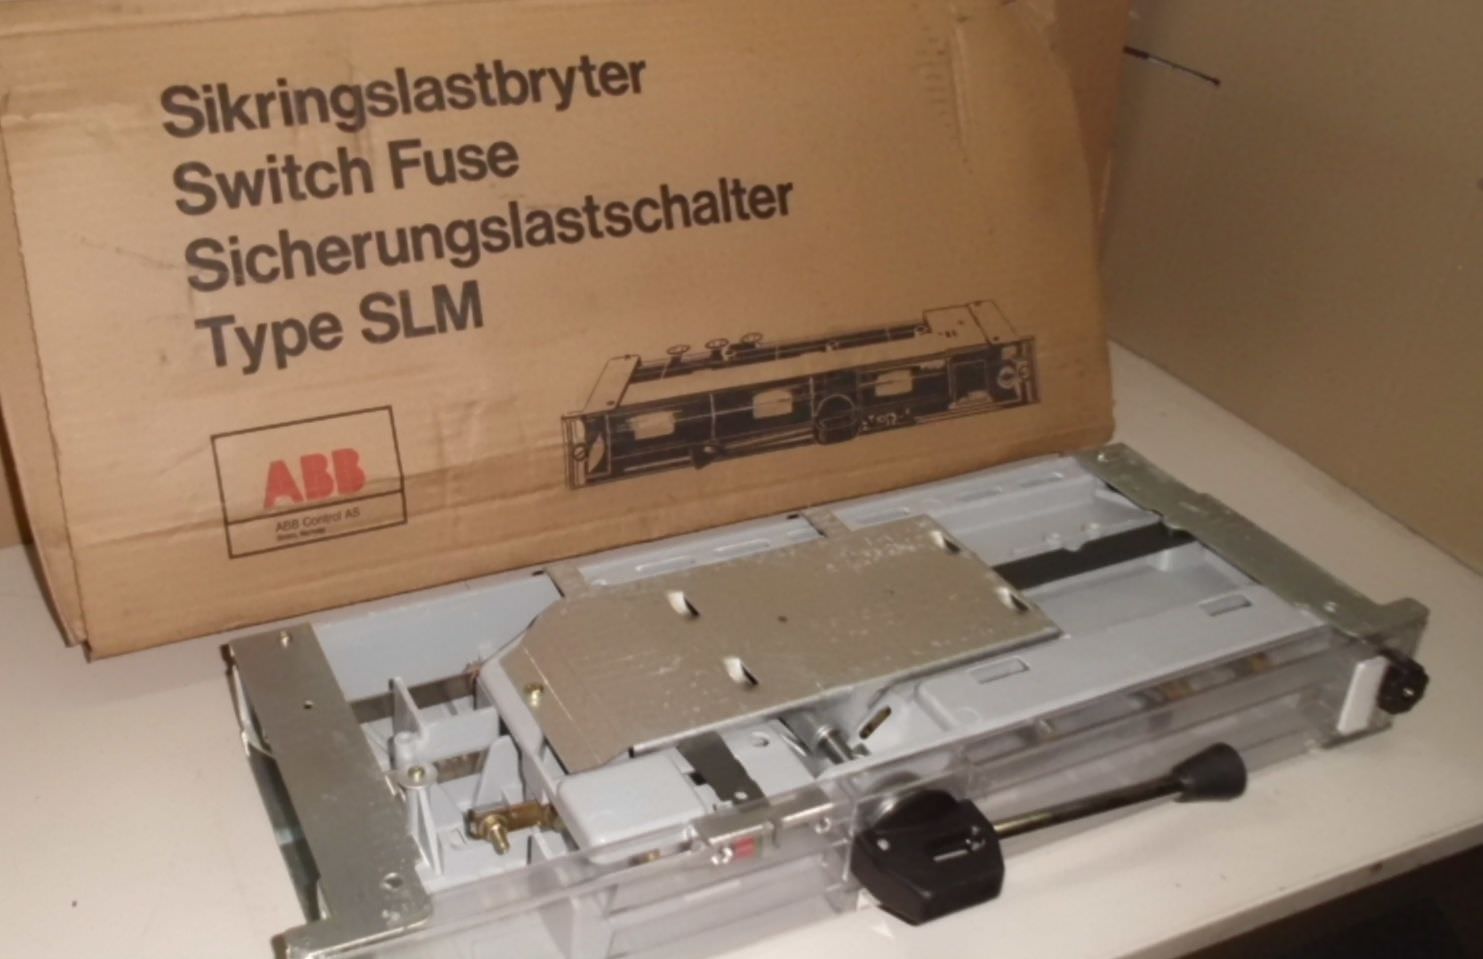 Sikringslastbryter
Switch Fuse
Sicherungslastschalter
Type SLM
ABB
ABB Control AS